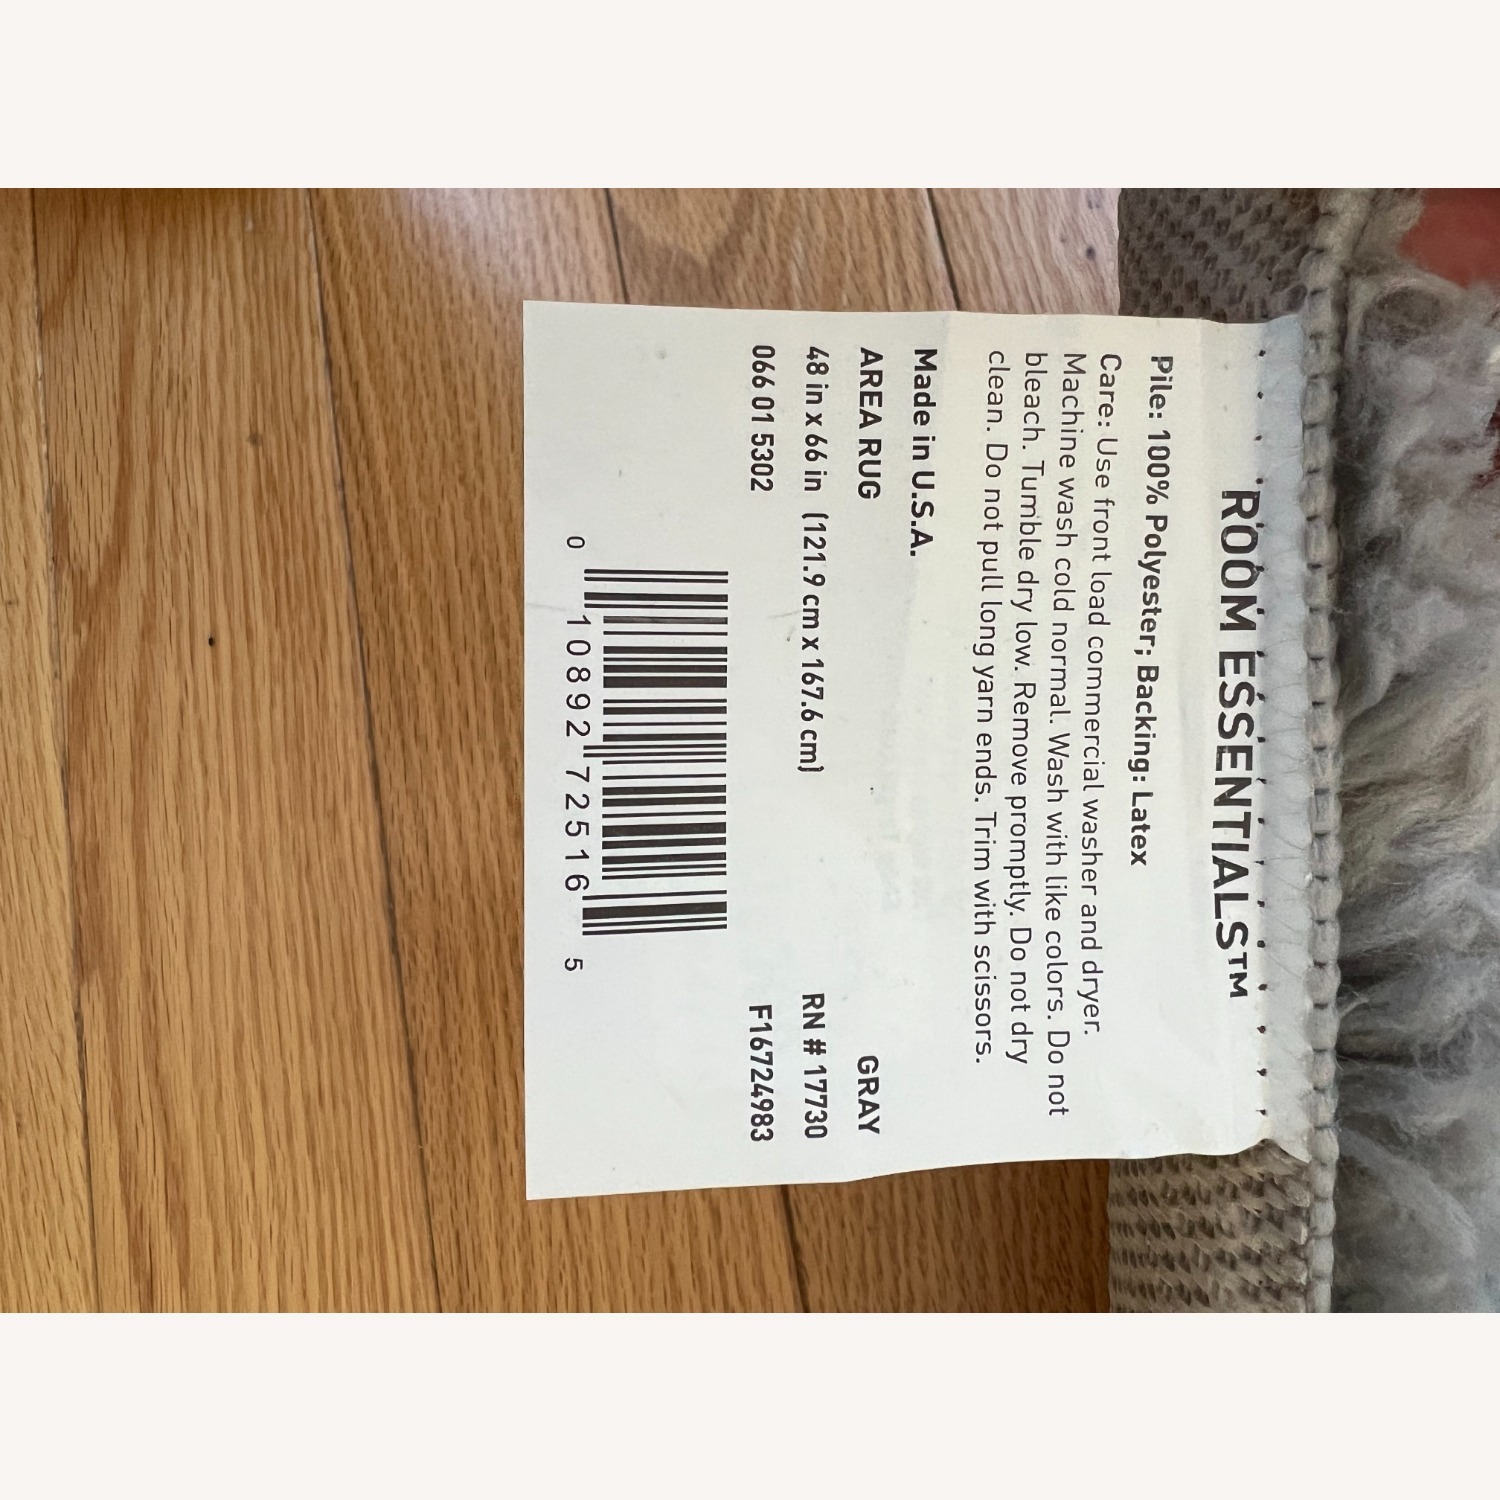 ROOM ESSENTIALS™
Pile: 100% Polyester; Backing: Latex
Care: Use front load commercial washer and dryer.
Machine wash cold normal. Wash with like colors. Do not
bleach. Tumble dry low. Remove promptly. Do not dry
clean. Do not pull long yarn ends. Trim with scissors.
Made in U.S.A.
AREA RUG GRAY
48 in x 66 in (121.9 cm x 167.6 cm) RN # 17730
066 01 5302 F16724983
0 10892 72516 5